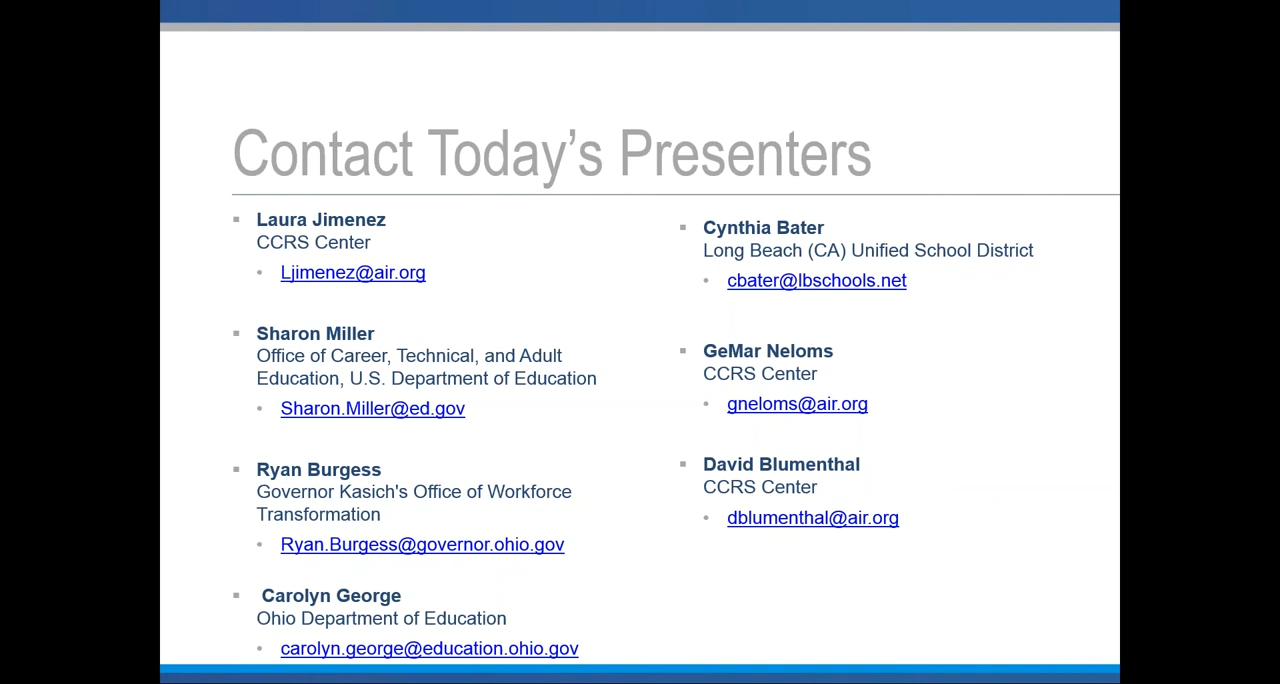 Contact Today's Presenters
Laura Jimenez
CCRS Center
Ljimenez@air.org
Sharon Miller
Office of Career, Technical, and Adult
Education, U.S. Department of Education
Sharon.Miller@ed.gov
Ryan Burgess
Governor Kasich's Office of Workforce
Transformation
Ryan.Burgess@governor.ohio.gov
Carolyn George
Ohio Department of Education
carolyn.george@education.ohio.gov
Cynthia Bater
Long Beach (CA) Unified School District
cbater@lbschools.net
GeMar Neloms
CCRS Center
gneloms@air.org
David Blumenthal
CCRS Center
dblumenthal@air.org